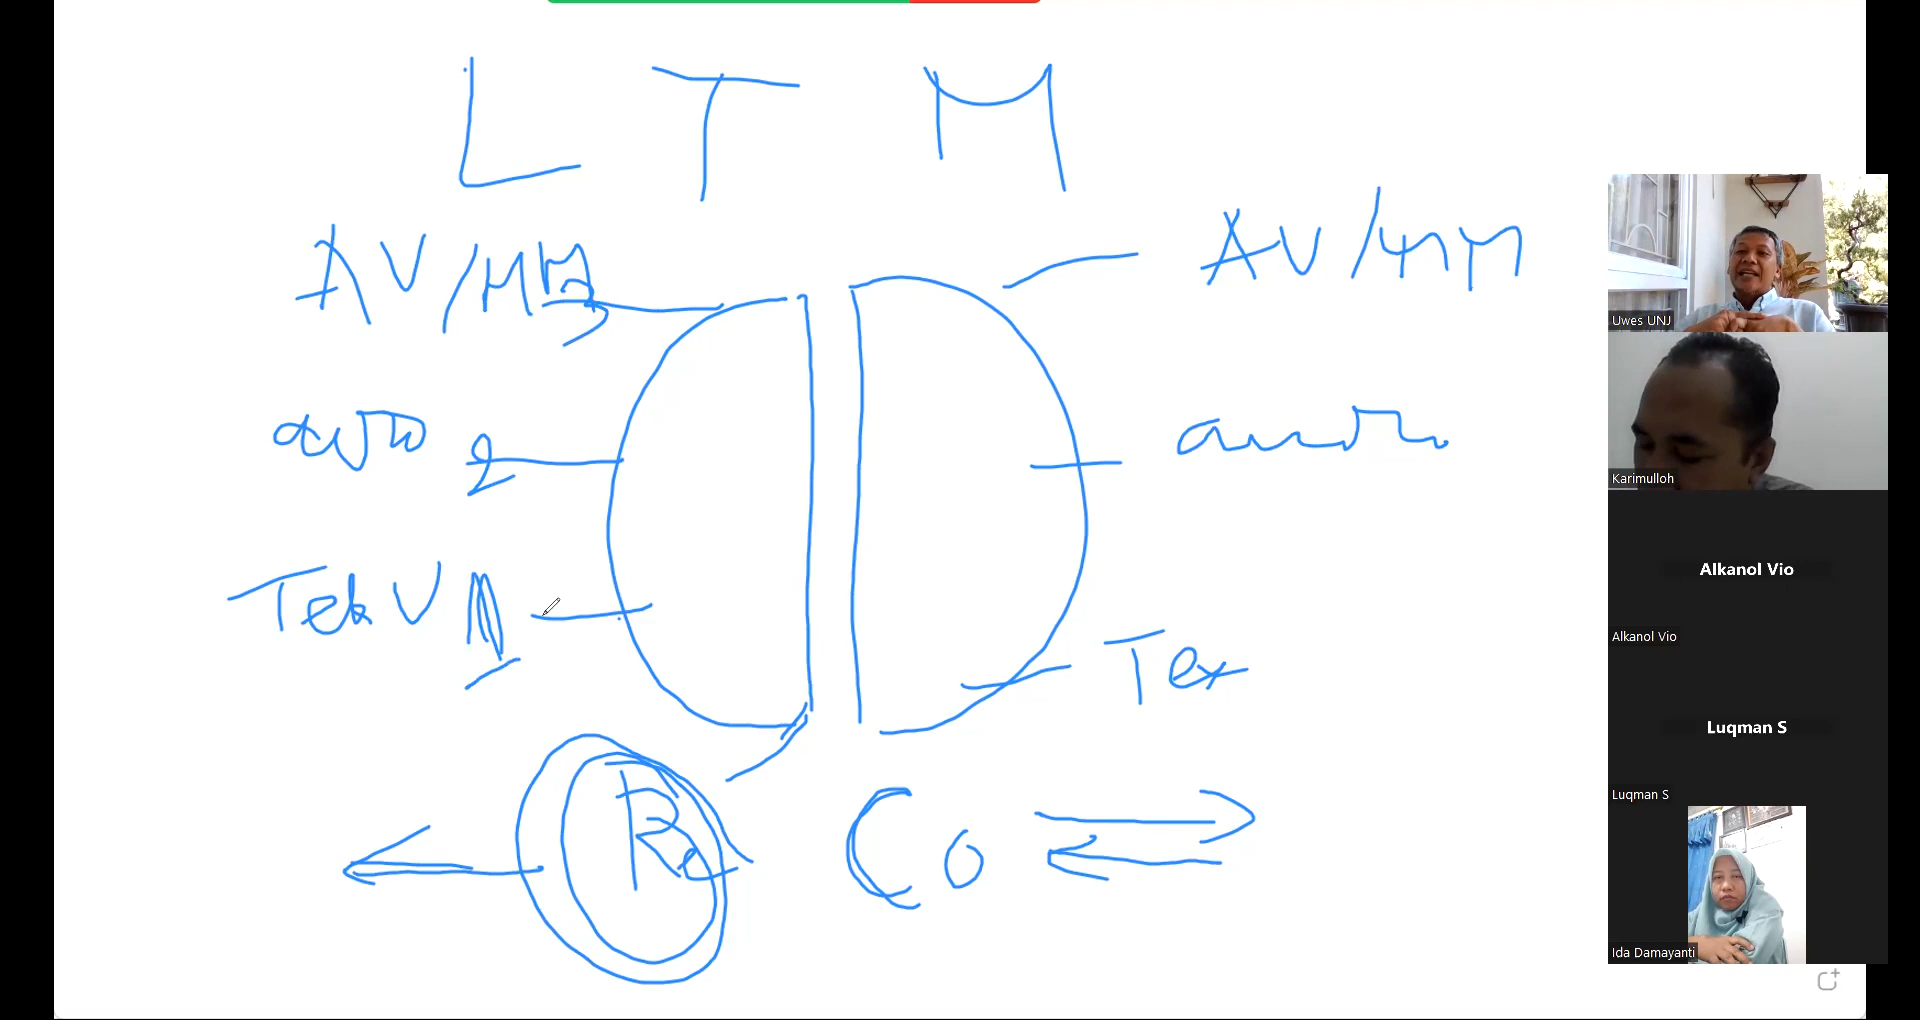 L T M
AV/MM
AV/MM
Tek V
Tex
Re
Co
Uwes UNJ
Karimulloh
Alkanol Vio
Alkanol Vio
Luqman S
Luqman S
Ida Damayanti